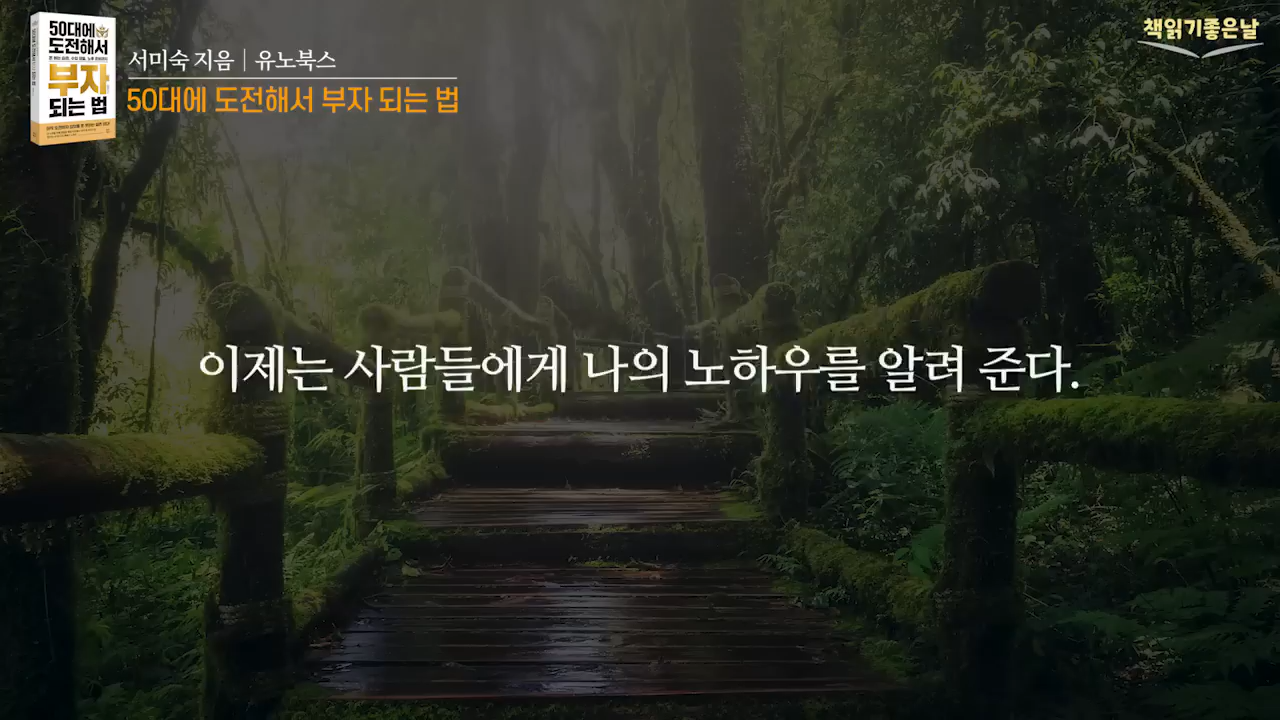 50대에
도전해서
부자
되는 법
서미숙 지음 | 유노북스
50대에 도전해서 부자 되는 법
책읽기좋은날
이제는 사람들에게 나의 노하우를 알려 준다.